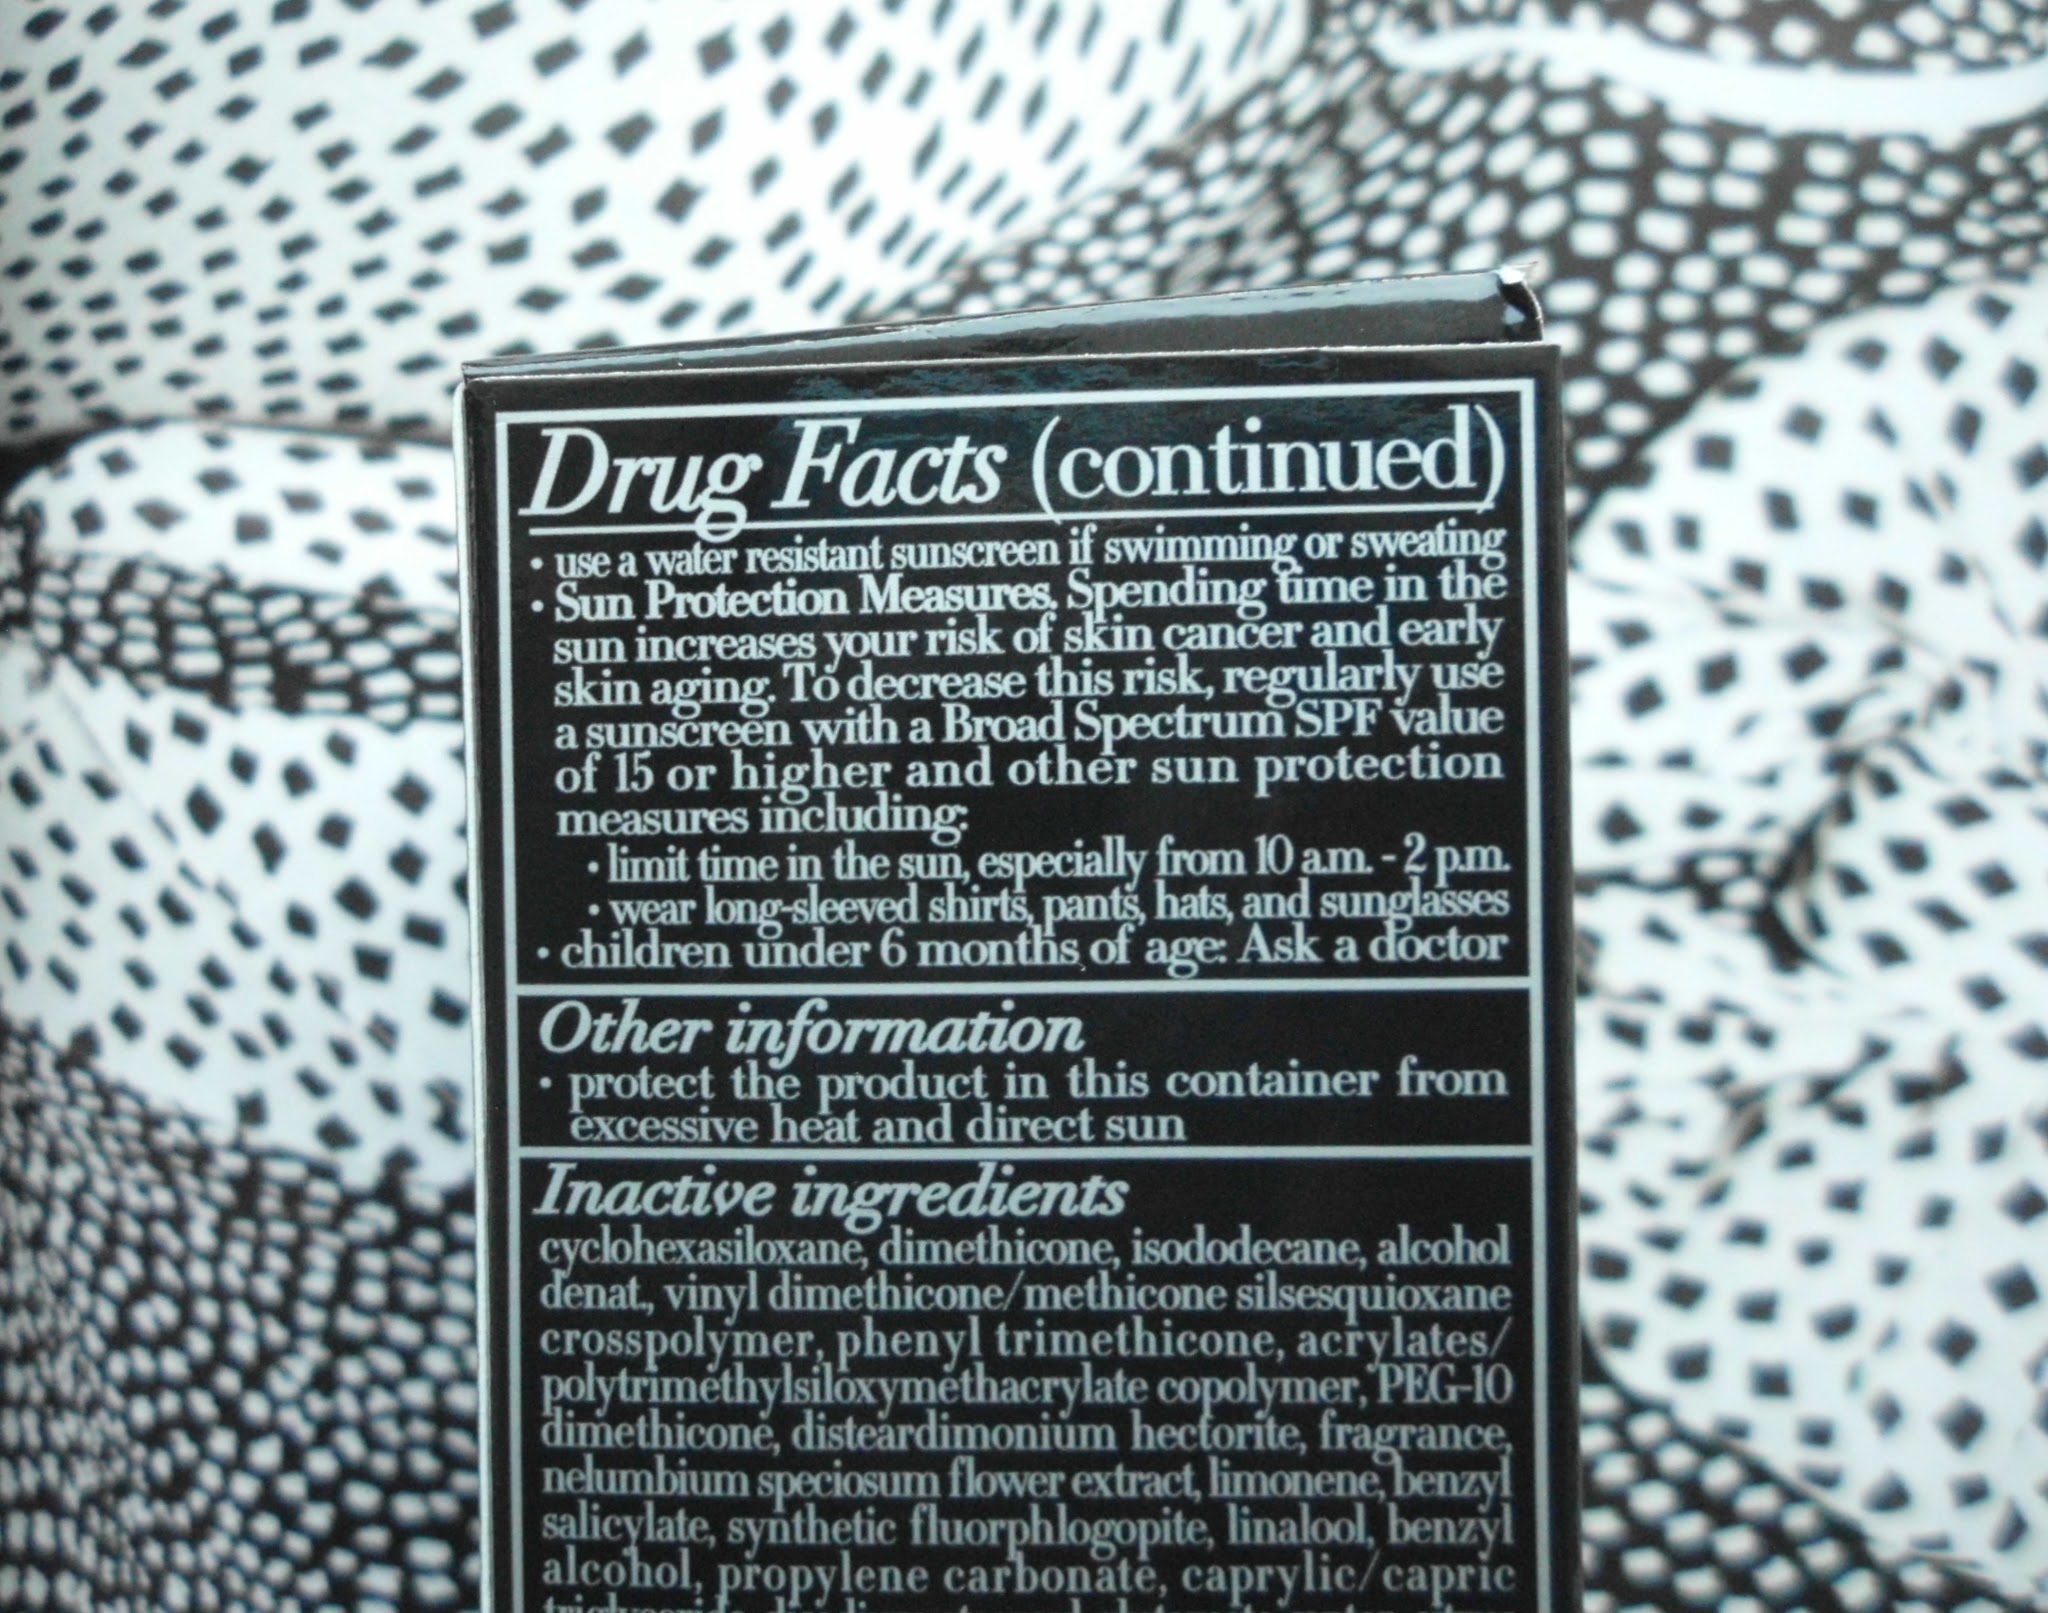 Drug Facts (continued)
• use a water resistant sunscreen if swimming or sweating
• Sun Protection Measures. Spending time in the
sun increases your risk of skin cancer and early
skin aging. To decrease this risk, regularly use
a sunscreen with a Broad Spectrum SPF value
of 15 or higher and other sun protection
measures including:
• limit time in the sun, especially from 10 a.m. - 2 p.m.
• wear long-sleeved shirts, pants, hats, and sunglasses
• children under 6 months of age: Ask a doctor
Other information
• protect the product in this container from
excessive heat and direct sun
Inactive ingredients
cyclohexasiloxane, dimethicone, isododecane, alcohol
denat., vinyl dimethicone/methicone silsesquioxane
crosspolymer, phenyl trimethicone, acrylates/
polytrimethylsiloxymethacrylate copolymer, PEG-10
dimethicone, disteardimonium hectorite, fragrance,
nelumbium speciosum flower extract, limonene, benzyl
salicylate, synthetic fluorphlogopite, linalool, benzyl
alcohol, propylene carbonate, caprylic/capric